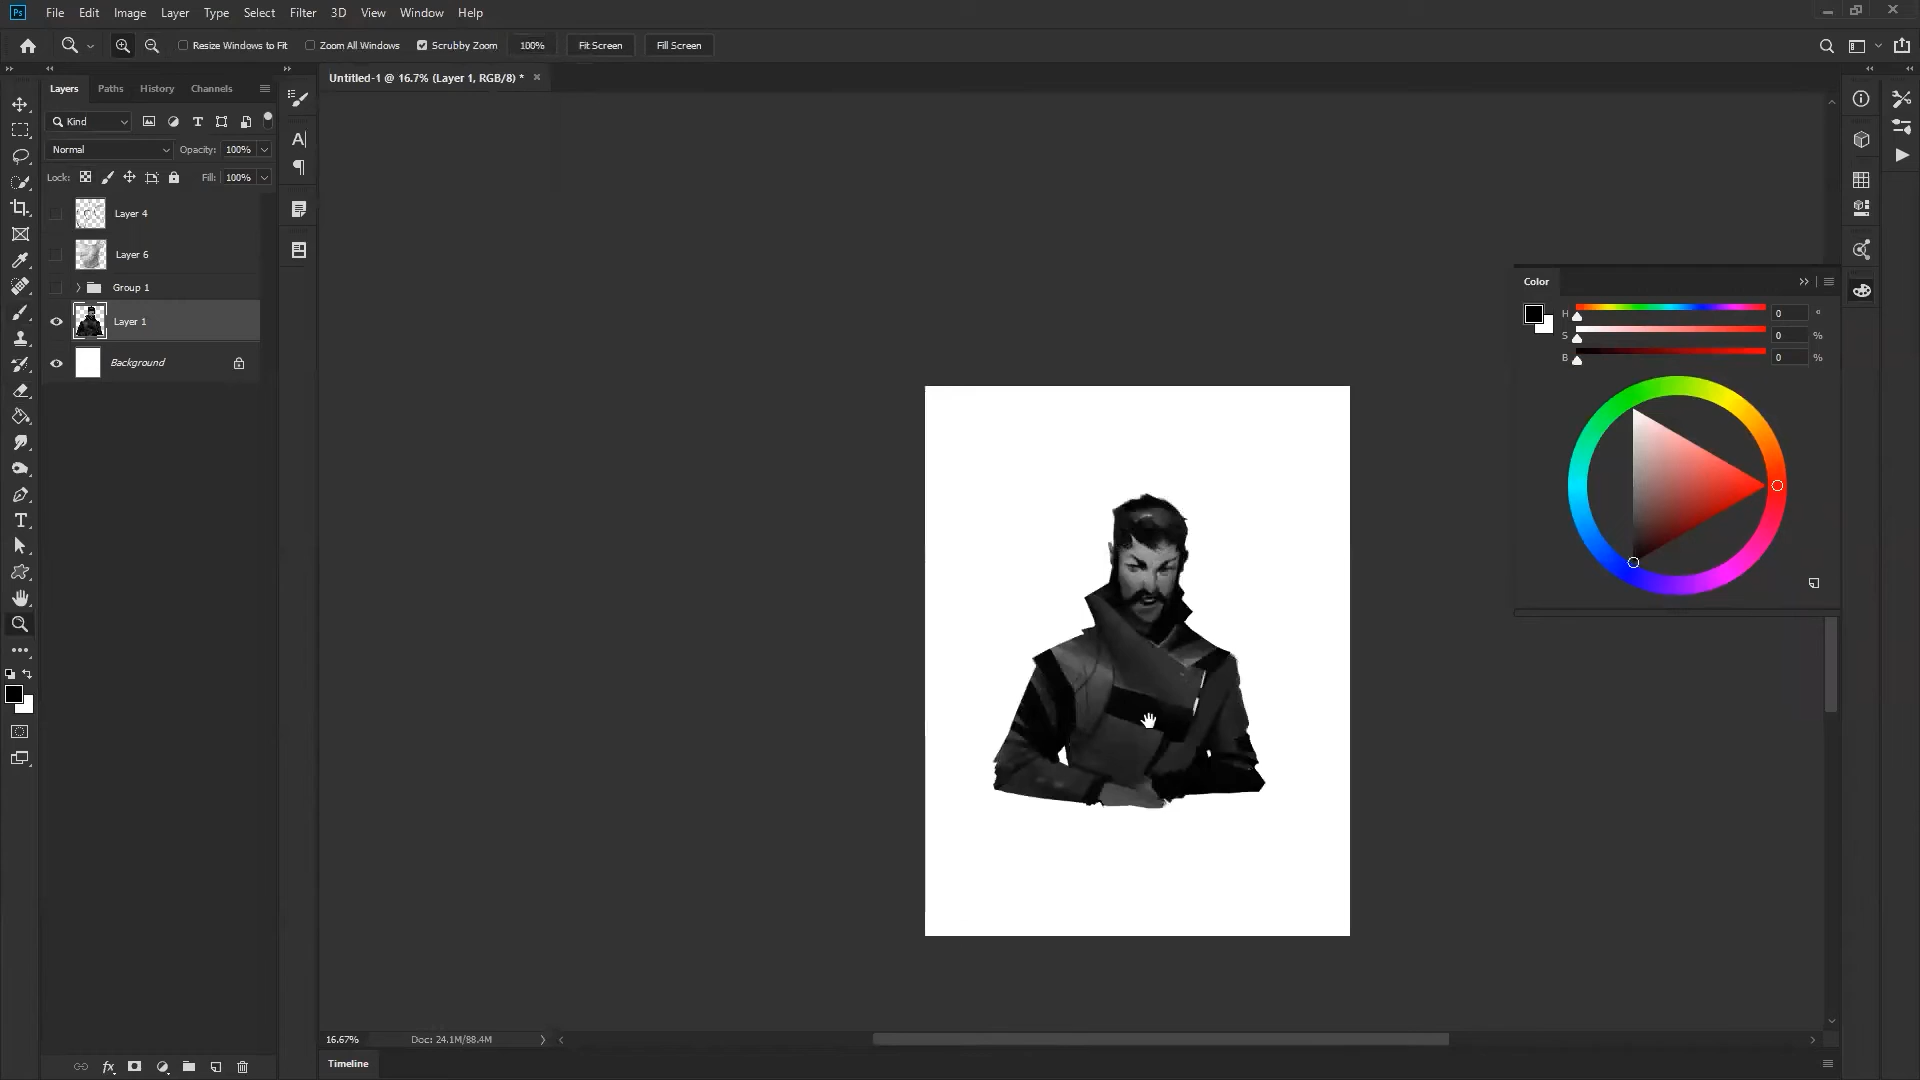 Ps File Edit Image Layer Type Select Filter 3D View Window Help
Resize Windows to Fit Zoom All Windows Scrubby Zoom 100% Fit Screen Fill Screen
Untitled-1 @ 16.7% (Layer 1, RGB/8) *
Layers Paths History Channels
Kind
Normal Opacity: 100%
Lock: Fill: 100%
Layer 4
Layer 6
Group 1
Layer 1
Background
Color
H 0 °
S 0 %
B 0 %
16.67% Doc: 24.1M/88.4M
Timeline